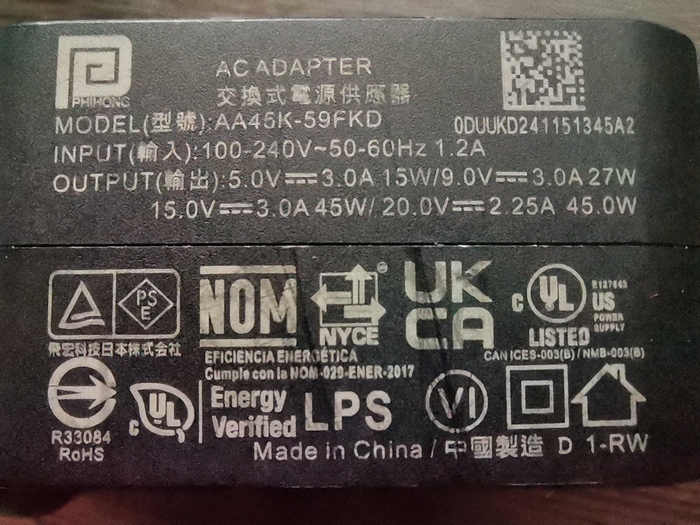 PHIHONG
AC ADAPTER
交換式電源供應器
MODEL(型號):AA45K-59FKD
0DUUKD241151345A2
INPUT(輸入):100-240V~50-60Hz 1.2A
OUTPUT(輸出):5.0V⎓3.0A 15W/9.0V⎓3.0A 27W
15.0V⎓3.0A 45W/ 20.0V⎓2.25A 45.0W
PS
E
飛宏科技日本株式会社
NOM
NYCE
EFICIENCIA ENERGÉTICA
Cumple con la NOM-029-ENER-2017
UK
CA
C UL US
LISTED
E127643
POWER
SUPPLY
CAN ICES-003(B) / NMB-003(B)
R33084
RoHS
C UL
Energy
Verified
LPS
VI
Made in China / 中國製造 D 1-RW